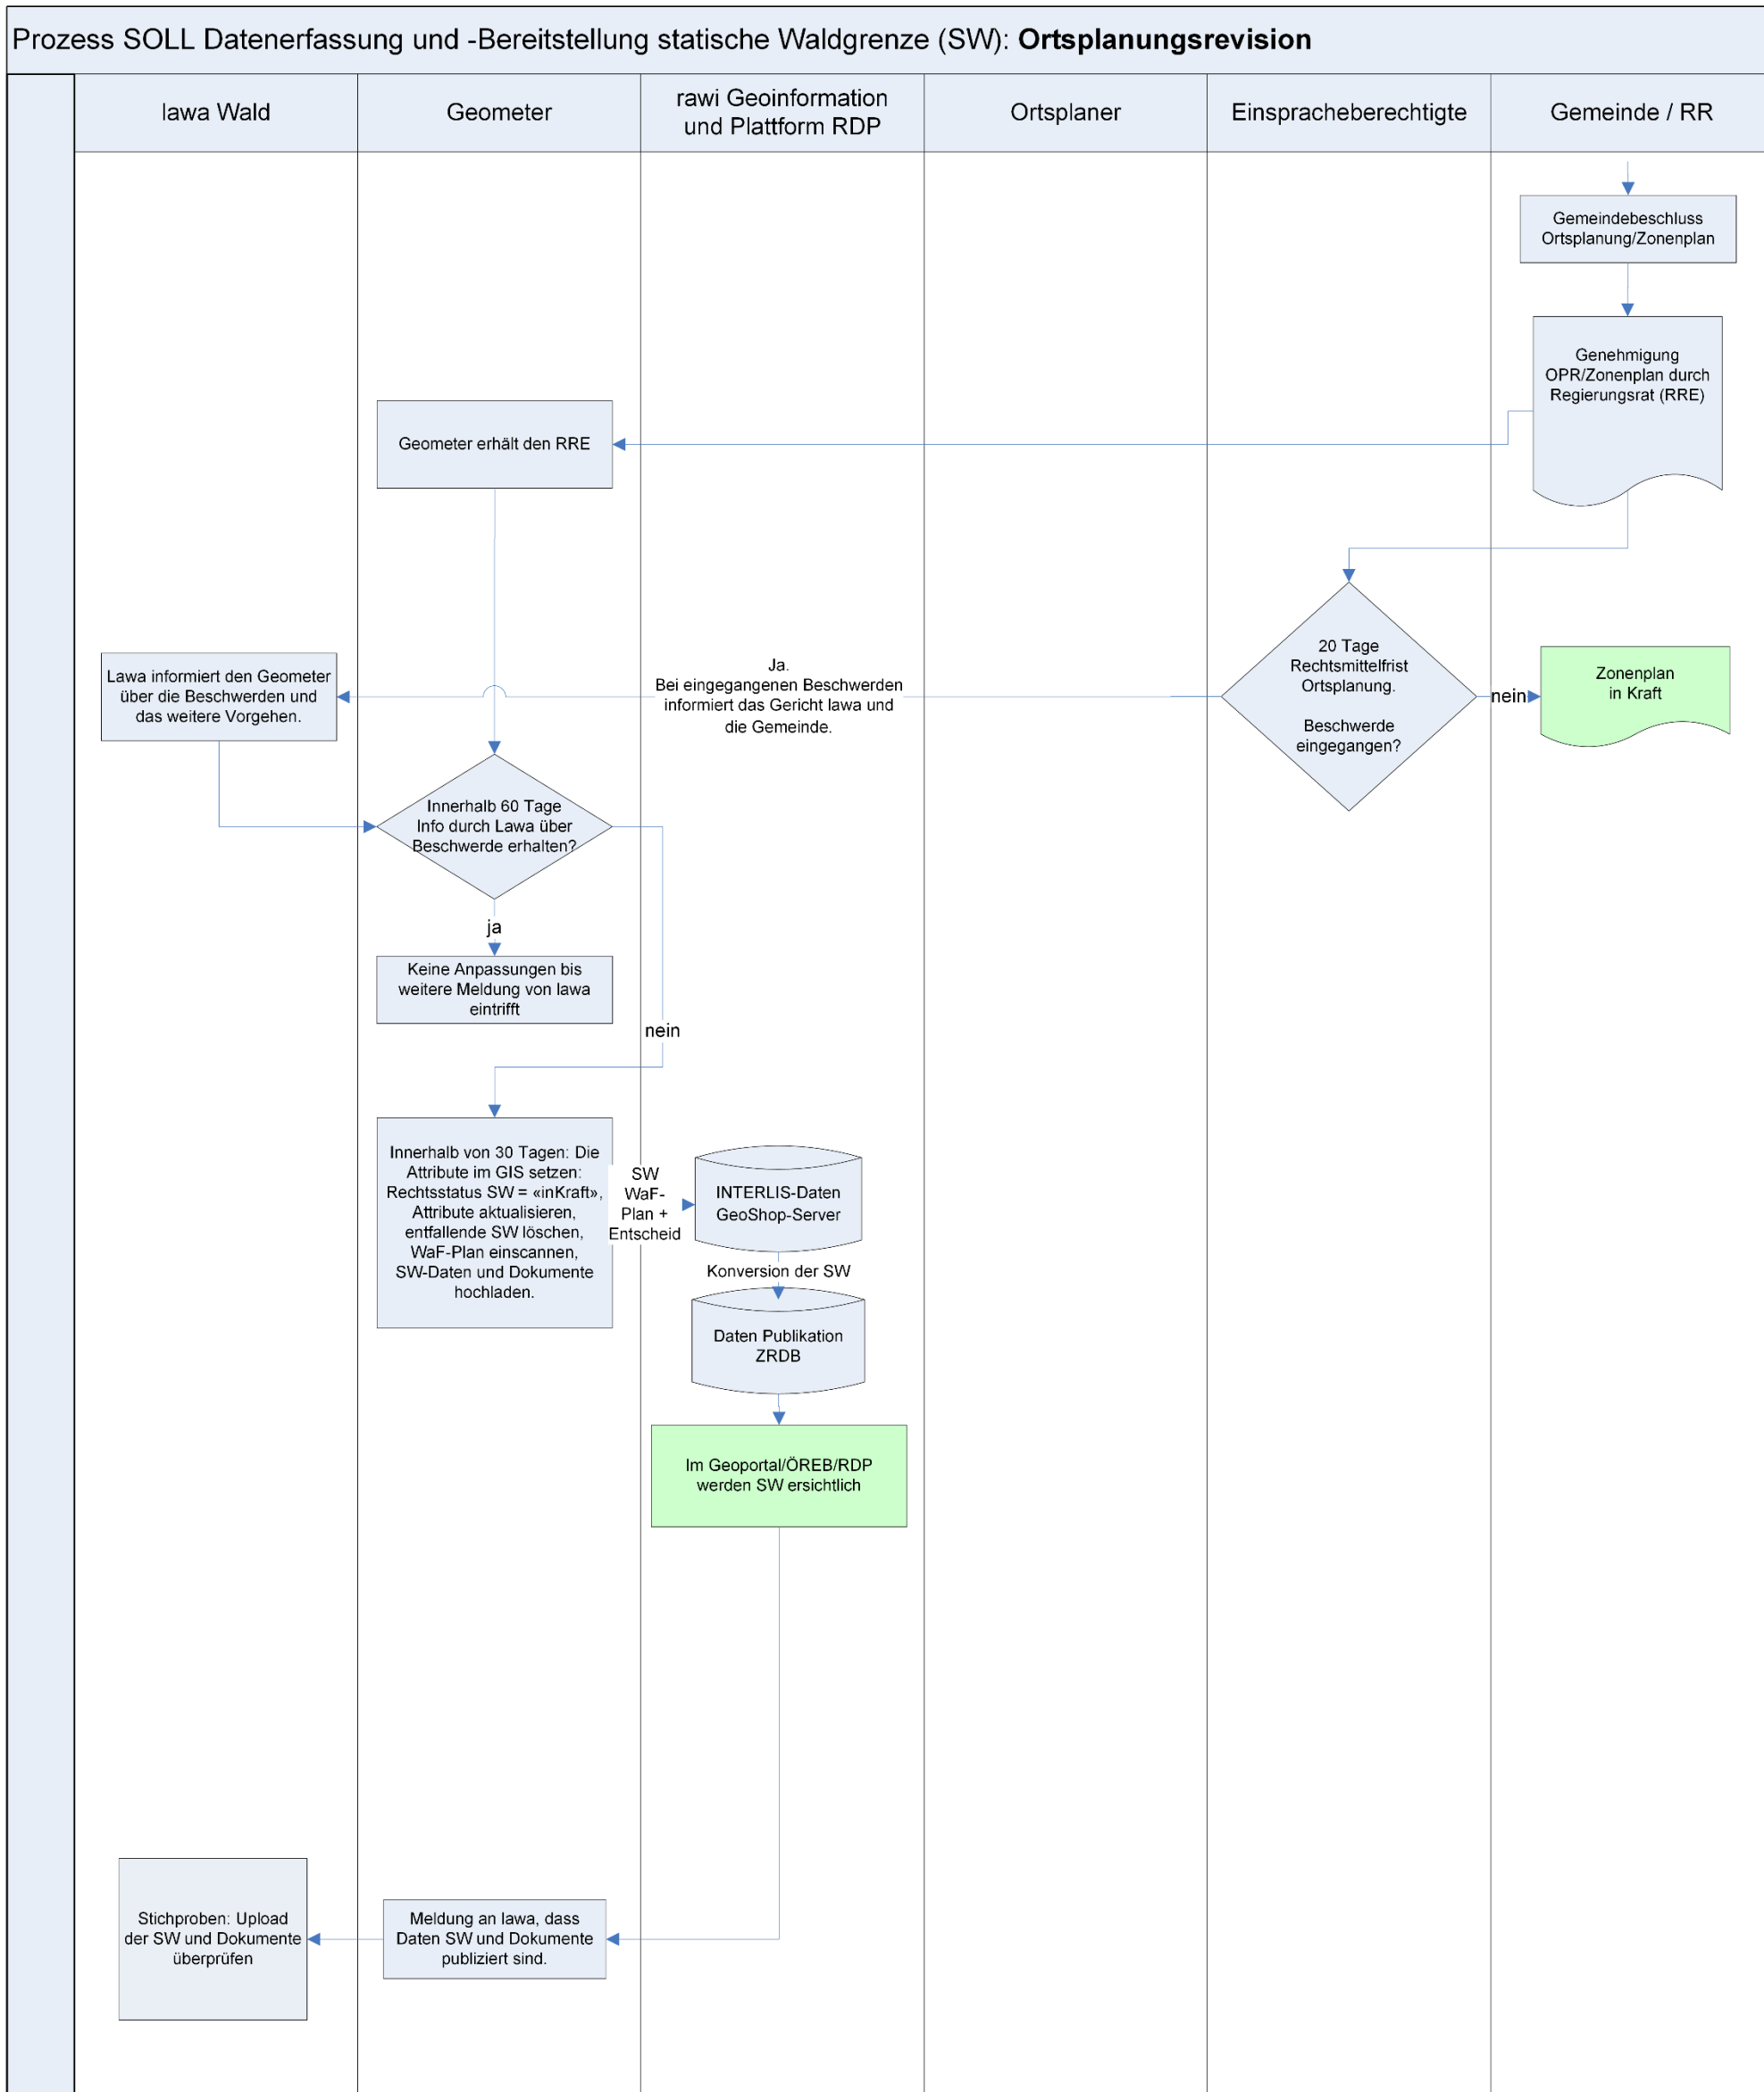 Prozess SOLL Datenerfassung und -Bereitstellung statische Waldgrenze (SW): Ortsplanungsrevision
lawa Wald
Geometer
rawi Geoinformation
und Plattform RDP
Ortsplaner
Einspracheberechtigte
Gemeinde / RR
Gemeindebeschluss
Ortsplanung/Zonenplan
Genehmigung
OPR/Zonenplan durch
Regierungsrat (RRE)
Geometer erhält den RRE
20 Tage
Rechtsmittelfrist
Ortsplanung.
Beschwerde
eingegangen?
nein
Zonenplan
in Kraft
Ja.
Bei eingegangenen Beschwerden
informiert das Gericht lawa und
die Gemeinde.
Lawa informiert den Geometer
über die Beschwerden und
das weitere Vorgehen.
Innerhalb 60 Tage
Info durch Lawa über
Beschwerde erhalten?
ja
Keine Anpassungen bis
weitere Meldung von lawa
eintrifft
nein
Innerhalb von 30 Tagen: Die
Attribute im GIS setzen:
Rechtsstatus SW = «inKraft»,
Attribute aktualisieren,
entfallende SW löschen,
WaF-Plan einscannen,
SW-Daten und Dokumente
hochladen.
SW
WaF-
Plan +
Entscheid
INTERLIS-Daten
GeoShop-Server
Konversion der SW
Daten Publikation
ZRDB
Im Geoportal/ÖREB/RDP
werden SW ersichtlich
Meldung an lawa, dass
Daten SW und Dokumente
publiziert sind.
Stichproben: Upload
der SW und Dokumente
überprüfen